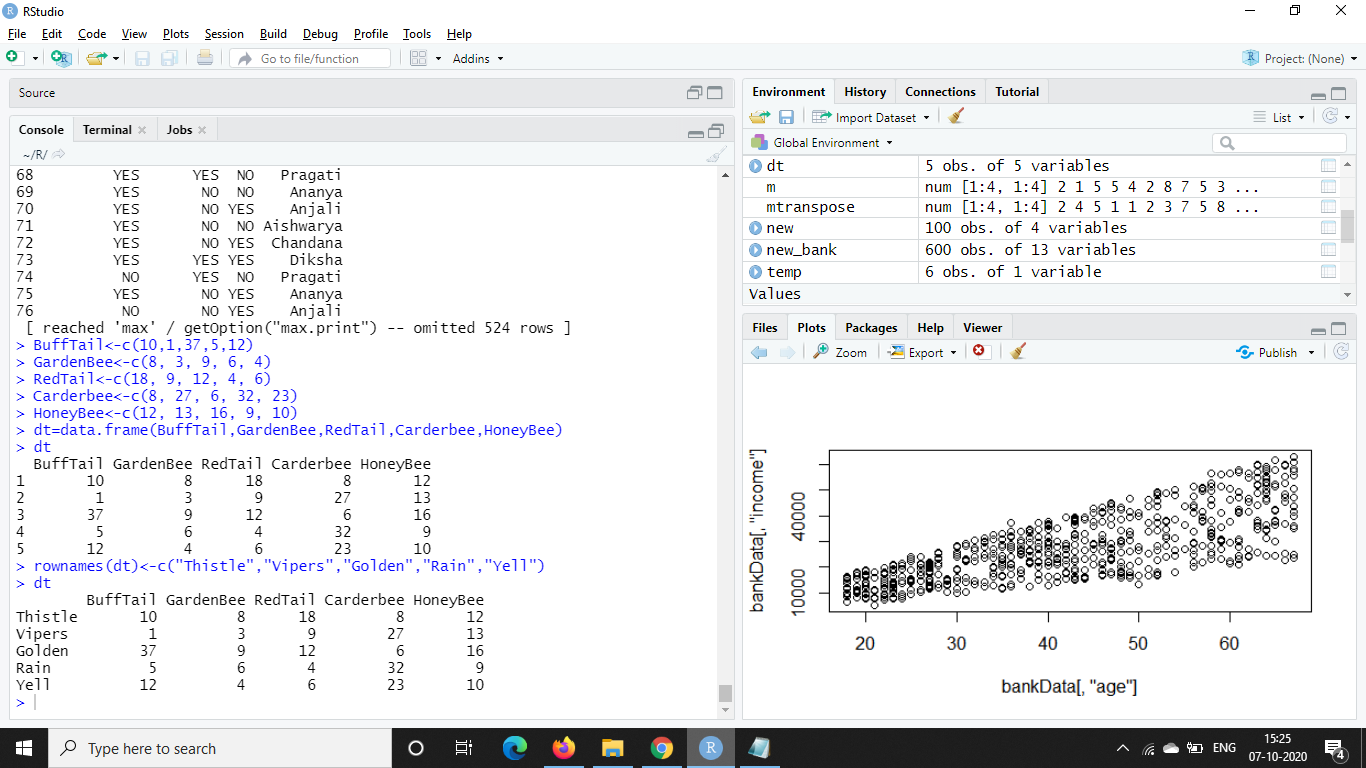 RStudio
File Edit Code View Plots Session Build Debug Profile Tools Help
Go to file/function Addins Project: (None)
Source
Console Terminal Jobs
~/R/
68 YES YES NO Pragati
69 YES NO NO Ananya
70 YES NO YES Anjali
71 YES NO NO Aishwarya
72 YES NO YES Chandana
73 YES YES YES Diksha
74 NO YES NO Pragati
75 YES NO YES Ananya
76 NO NO YES Anjali
[ reached 'max' / getOption("max.print") -- omitted 524 rows ]
> BuffTail<-c(10,1,37,5,12)
> GardenBee<-c(8, 3, 9, 6, 4)
> RedTail<-c(18, 9, 12, 4, 6)
> Carderbee<-c(8, 27, 6, 32, 23)
> HoneyBee<-c(12, 13, 16, 9, 10)
> dt=data.frame(BuffTail,GardenBee,RedTail,Carderbee,HoneyBee)
> dt
BuffTail GardenBee RedTail Carderbee HoneyBee
1 10 8 18 8 12
2 1 3 9 27 13
3 37 9 12 6 16
4 5 6 4 32 9
5 12 4 6 23 10
> rownames(dt)<-c("Thistle","Vipers","Golden","Rain","Yell")
> dt
BuffTail GardenBee RedTail Carderbee HoneyBee
Thistle 10 8 18 8 12
Vipers 1 3 9 27 13
Golden 37 9 12 6 16
Rain 5 6 4 32 9
Yell 12 4 6 23 10
>
Environment History Connections Tutorial
Import Dataset List
Global Environment
dt 5 obs. of 5 variables
m num [1:4, 1:4] 2 1 5 5 4 2 8 7 5 3 ...
mtranspose num [1:4, 1:4] 2 4 5 1 1 2 3 7 5 8 ...
new 100 obs. of 4 variables
new_bank 600 obs. of 13 variables
temp 6 obs. of 1 variable
Values
Files Plots Packages Help Viewer
Zoom Export Publish
bankData[, "income"]
40000
10000
20 30 40 50 60
bankData[, "age"]
Type here to search
ENG
15:25
07-10-2020
4